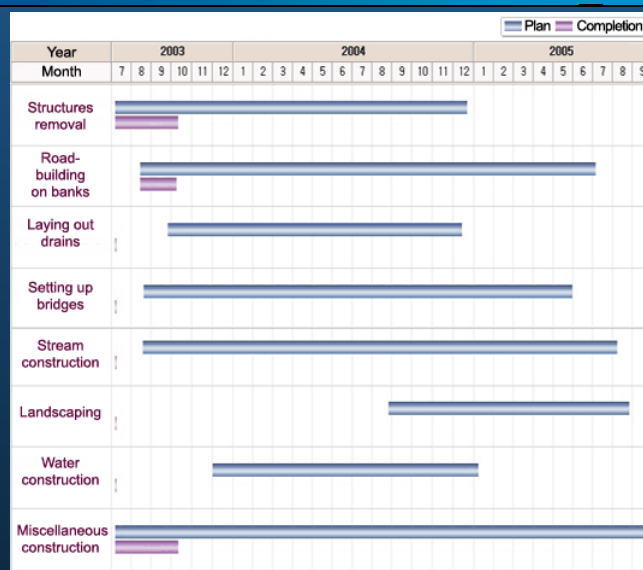 Plan Completion
Year 2003 2004 2005
Month 7 8 9 10 11 12 1 2 3 4 5 6 7 8 9 10 11 12 1 2 3 4 5 6 7 8 9
Structures
removal
Road-
building
on banks
Laying out
drains
Setting up
bridges
Stream
construction
Landscaping
Water
construction
Miscellaneous
construction